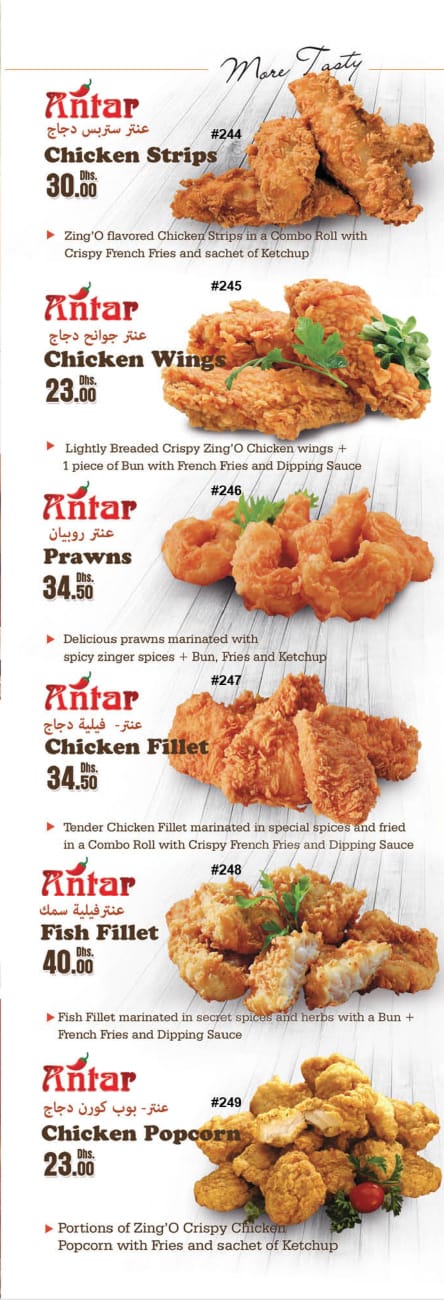 More Tasty
Antar
عنتر ستربس دجاج
#244
Chicken Strips
30.00 Dhs.
▶ Zing'O flavored Chicken Strips in a Combo Roll with
Crispy French Fries and sachet of Ketchup
#245
Antar
عنتر جوانح دجاج
Chicken Wings
23.00 Dhs.
▶ Lightly Breaded Crispy Zing'O Chicken wings +
1 piece of Bun with French Fries and Dipping Sauce
#246
Antar
عنتر روبيان
Prawns
34.50 Dhs.
▶ Delicious prawns marinated with
spicy zinger spices + Bun, Fries and Ketchup
#247
Antar
عنتر- فيلية دجاج
Chicken Fillet
34.50 Dhs.
▶ Tender Chicken Fillet marinated in special spices and fried
in a Combo Roll with Crispy French Fries and Dipping Sauce
#248
Antar
عنترفيلية سمك
Fish Fillet
40.00 Dhs.
▶ Fish Fillet marinated in secret spices and herbs with a Bun +
French Fries and Dipping Sauce
Antar
#249
عنتر- بوب كورن دجاج
Chicken Popcorn
23.00 Dhs.
▶ Portions of Zing'O Crispy Chicken
Popcorn with Fries and sachet of Ketchup